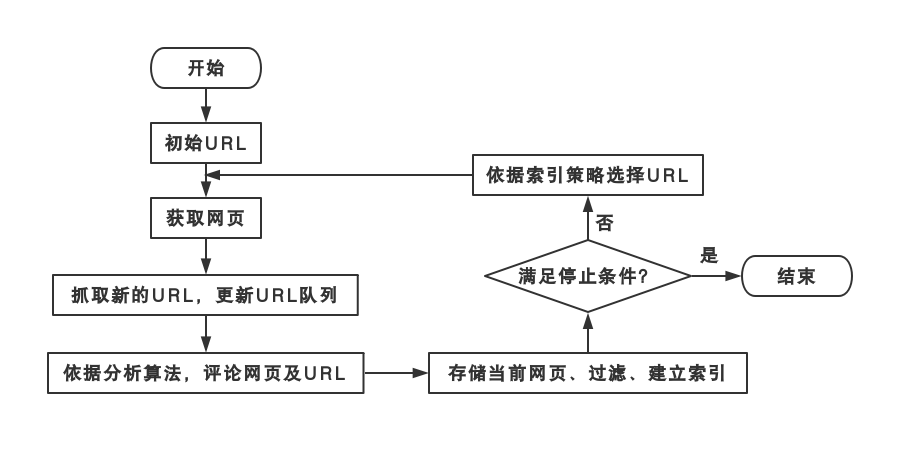 开始
初始URL
获取网页
抓取新的URL，更新URL队列
依据分析算法，评论网页及URL
存储当前网页、过滤、建立索引
满足停止条件?
否
依据索引策略选择URL
是
结束